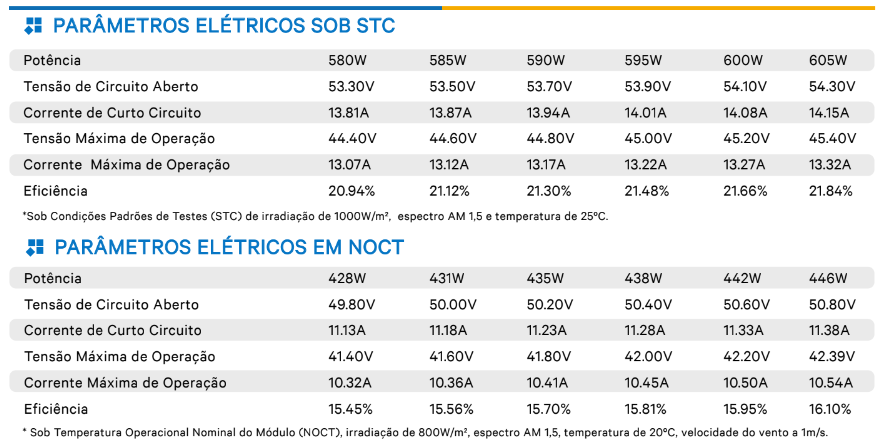 PARÂMETROS ELÉTRICOS SOB STC
Potência 580W 585W 590W 595W 600W 605W
Tensão de Circuito Aberto 53.30V 53.50V 53.70V 53.90V 54.10V 54.30V
Corrente de Curto Circuito 13.81A 13.87A 13.94A 14.01A 14.08A 14.15A
Tensão Máxima de Operação 44.40V 44.60V 44.80V 45.00V 45.20V 45.40V
Corrente Máxima de Operação 13.07A 13.12A 13.17A 13.22A 13.27A 13.32A
Eficiência 20.94% 21.12% 21.30% 21.48% 21.66% 21.84%
*Sob Condições Padrões de Testes (STC) de irradiação de 1000W/m², espectro AM 1,5 e temperatura de 25ºC.
PARÂMETROS ELÉTRICOS EM NOCT
Potência 428W 431W 435W 438W 442W 446W
Tensão de Circuito Aberto 49.80V 50.00V 50.20V 50.40V 50.60V 50.80V
Corrente de Curto Circuito 11.13A 11.18A 11.23A 11.28A 11.33A 11.38A
Tensão Máxima de Operação 41.40V 41.60V 41.80V 42.00V 42.20V 42.39V
Corrente Máxima de Operação 10.32A 10.36A 10.41A 10.45A 10.50A 10.54A
Eficiência 15.45% 15.56% 15.70% 15.81% 15.95% 16.10%
* Sob Temperatura Operacional Nominal do Módulo (NOCT), irradiação de 800W/m², espectro AM 1,5, temperatura de 20ºC, velocidade do vento a 1m/s.